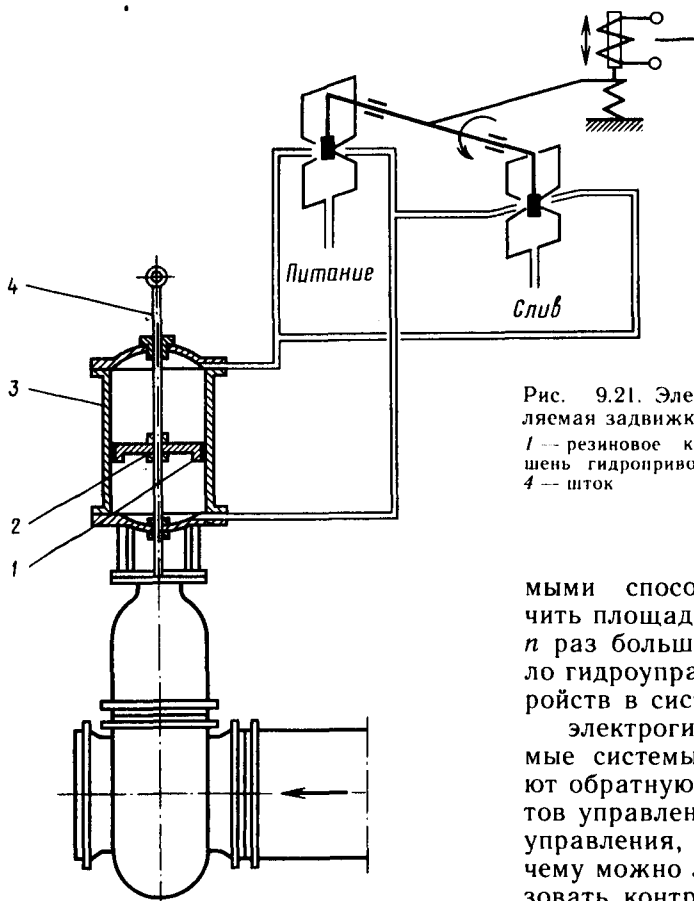 Питание
Слив
4
3
2
1
Рис. 9.21. Эле
ляемая задвижк
1 — резиновое к
шень гидроприво
4 — шток
мыми спосо
чить площад
n раз больш
ло гидроупра
ройств в сист
электроги
мые системы
ют обратную
тов управлен
управления,
чему можно л
зовать контр